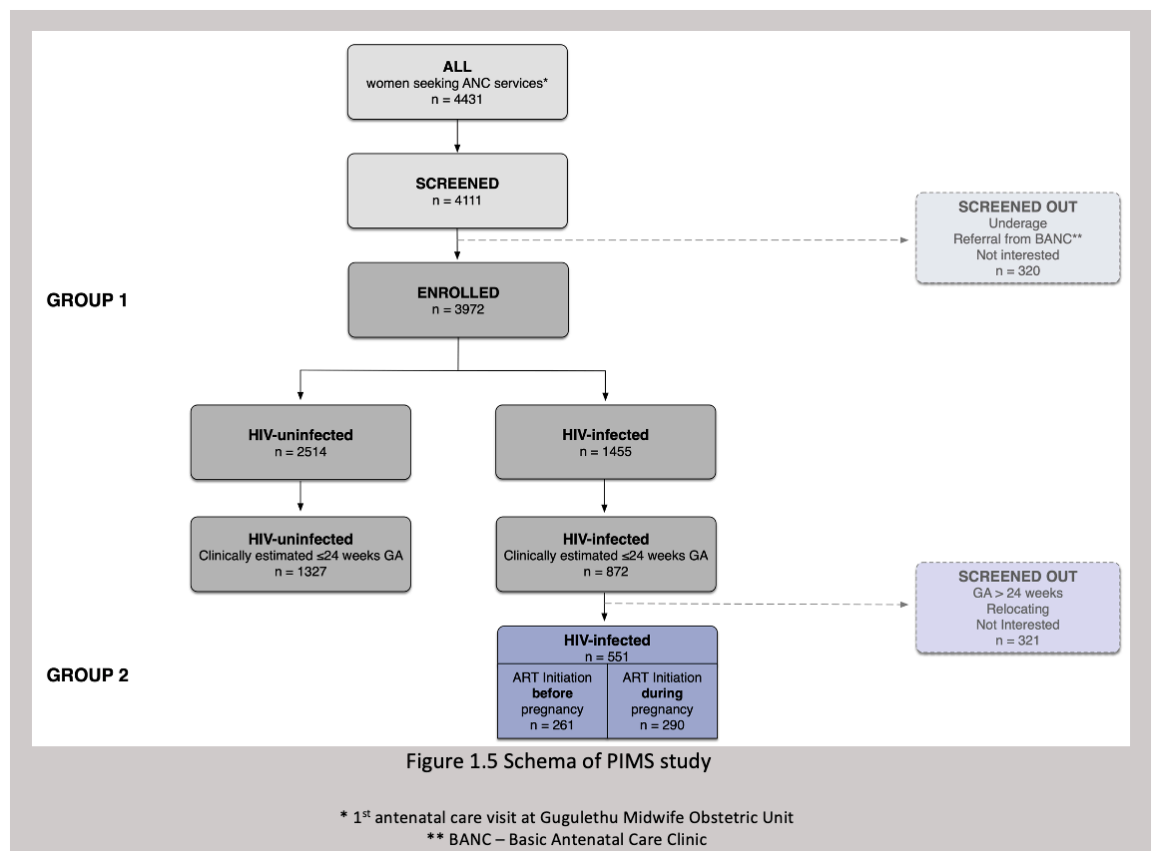 ALL
women seeking ANC services*
n = 4431
SCREENED
n = 4111
SCREENED OUT
Underage
Referral from BANC**
Not interested
n = 320
GROUP 1
ENROLLED
n = 3972
HIV-uninfected
n = 2514
HIV-infected
n = 1455
HIV-uninfected
Clinically estimated ≤24 weeks GA
n = 1327
HIV-infected
Clinically estimated ≤24 weeks GA
n = 872
SCREENED OUT
GA > 24 weeks
Relocating
Not Interested
n = 321
GROUP 2
HIV-infected
n = 551
ART Initiation
before
pregnancy
n = 261
ART Initiation
during
pregnancy
n = 290
Figure 1.5 Schema of PIMS study
* 1st antenatal care visit at Gugulethu Midwife Obstetric Unit
** BANC – Basic Antenatal Care Clinic